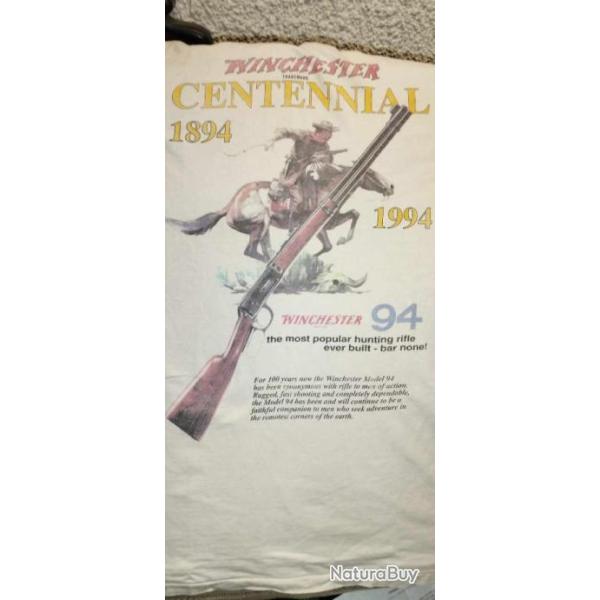 WINCHESTER
TRADEMARK
CENTENNIAL
1894
1994
WINCHESTER 94
the most popular hunting rifle
ever built - bar none!
For 100 years now the Winchester Model 94
has been synonymous with rifle to men of action.
Rugged, fast shooting and completely dependable,
the Model 94 has been and will continue to be a
faithful companion to men who seek adventure in
the remotest corners of the earth.
NaturaBuy